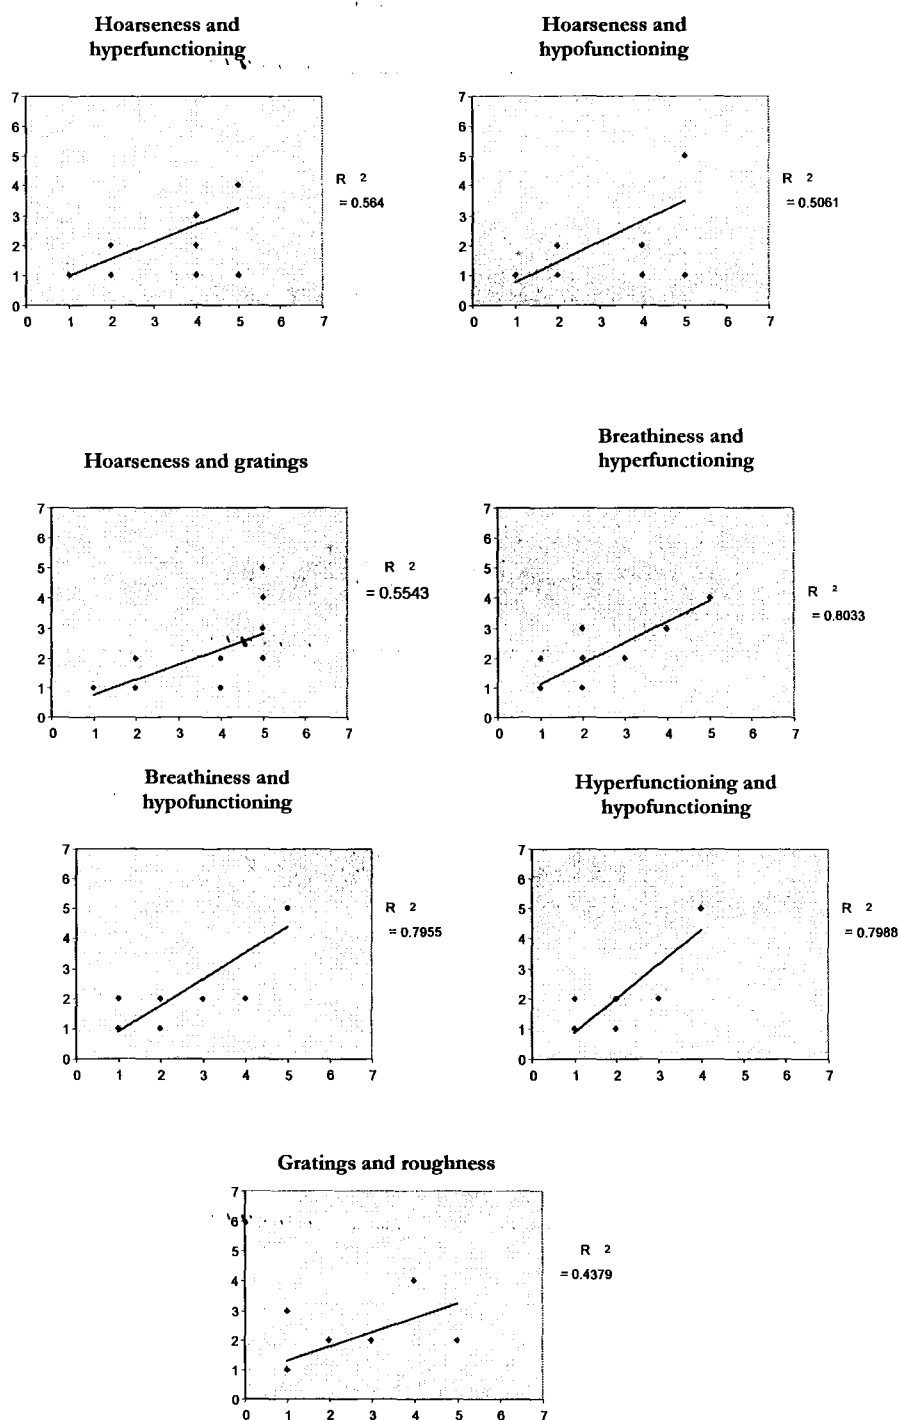 Hoarseness and
hyperfunctioning
7
6
5
4
3
2
1
0
0 1 2 3 4 5 6 7
R 2
= 0.564
Hoarseness and
hypofunctioning
7
6
5
4
3
2
1
0
0 1 2 3 4 5 6 7
R 2
= 0.5061
Hoarseness and gratings
7
6
5
4
3
2
1
0
0 1 2 3 4 5 6 7
R 2
= 0.5543
Breathiness and
hyperfunctioning
7
6
5
4
3
2
1
0
0 1 2 3 4 5 6 7
R 2
= 0.8033
Breathiness and
hypofunctioning
7
6
5
4
3
2
1
0
0 1 2 3 4 5 6 7
R 2
= 0.7955
Hyperfunctioning and
hypofunctioning
7
6
5
4
3
2
1
0
0 1 2 3 4 5 6 7
R 2
= 0.7988
Gratings and roughness
7
6
5
4
3
2
1
0
0 1 2 3 4 5 6 7
R 2
= 0.4379